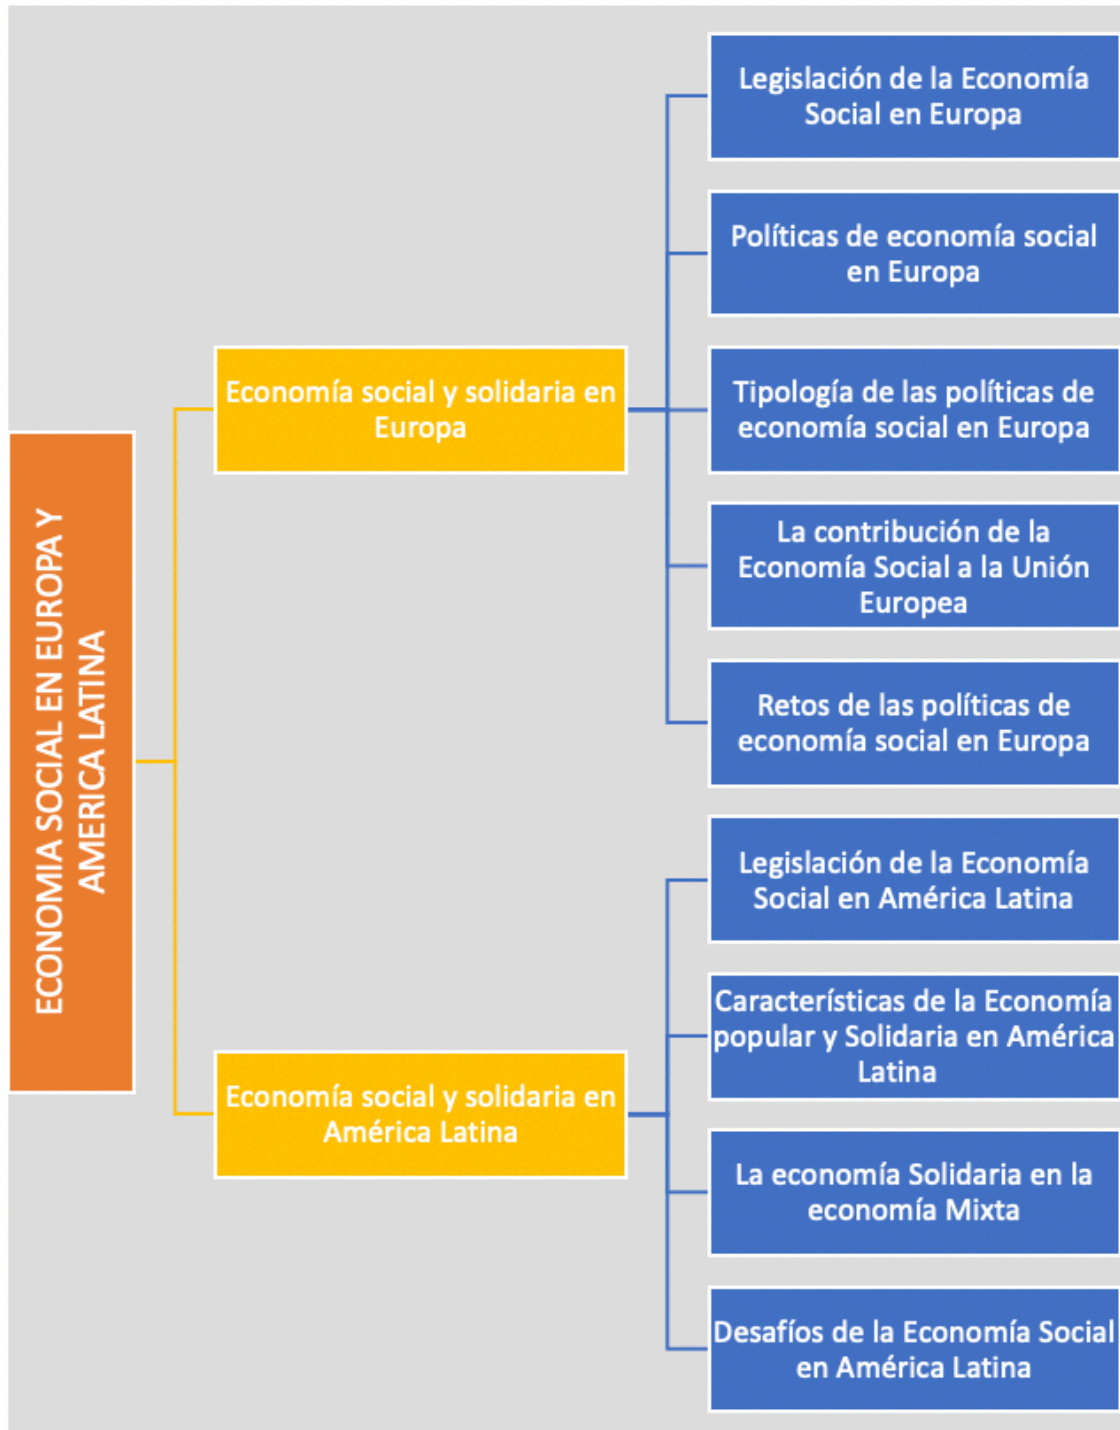 ECONOMIA SOCIAL EN EUROPA Y
AMERICA LATINA
Economía social y solidaria en
Europa
Legislación de la Economía
Social en Europa
Políticas de economía social
en Europa
Tipología de las políticas de
economía social en Europa
La contribución de la
Economía Social a la Unión
Europea
Retos de las políticas de
economía social en Europa
Economía social y solidaria en
América Latina
Legislación de la Economía
Social en América Latina
Características de la Economía
popular y Solidaria en América
Latina
La economía Solidaria en la
economía Mixta
Desafíos de la Economía Social
en América Latina